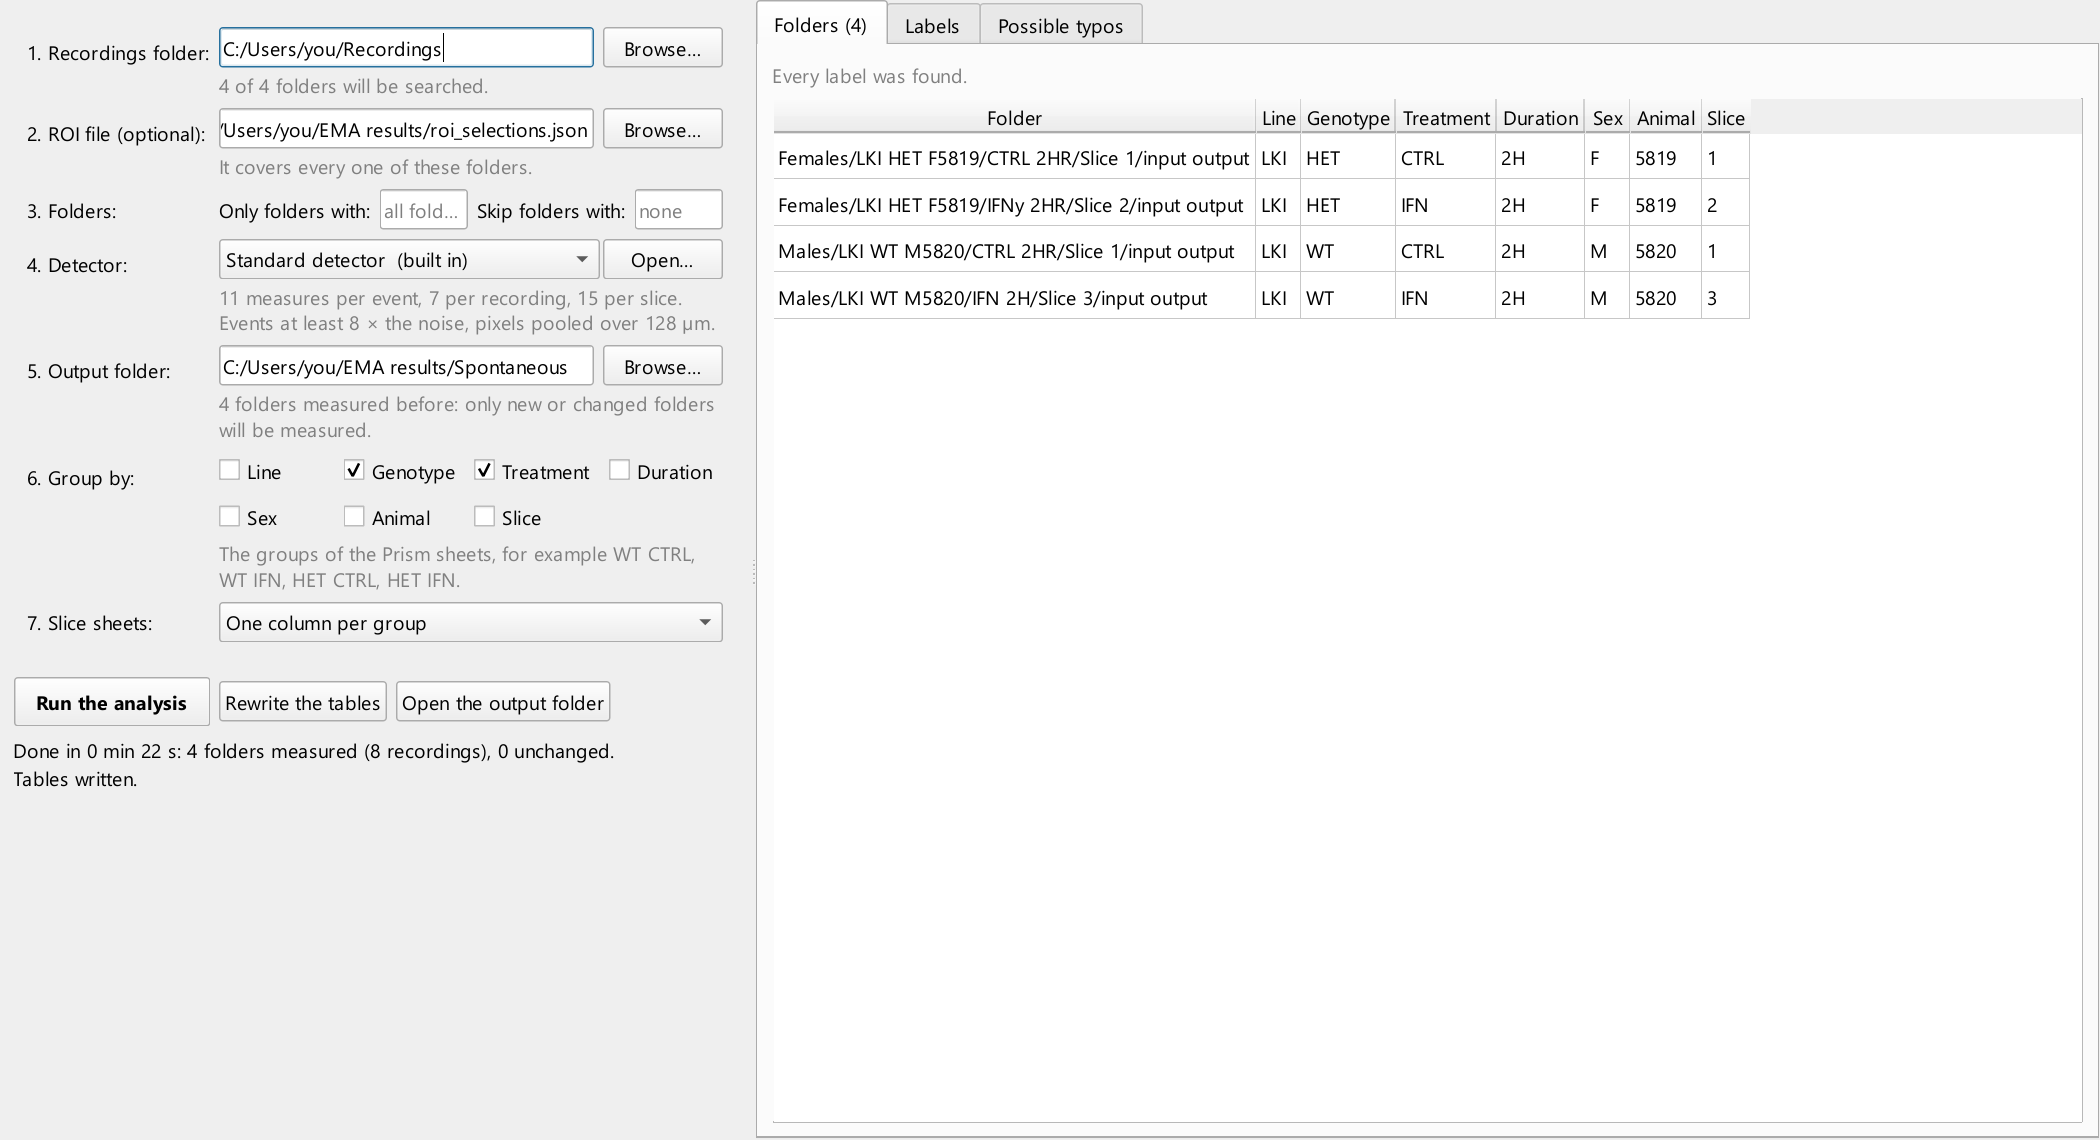 1. Recordings folder: C:/Users/you/Recordings Browse...
4 of 4 folders will be searched.
2. ROI file (optional): /Users/you/EMA results/roi_selections.json Browse...
It covers every one of these folders.
3. Folders: Only folders with: all fold... Skip folders with: none
4. Detector: Standard detector (built in) Open...
11 measures per event, 7 per recording, 15 per slice.
Events at least 8 × the noise, pixels pooled over 128 µm.
5. Output folder: C:/Users/you/EMA results/Spontaneous Browse...
4 folders measured before: only new or changed folders
will be measured.
6. Group by: Line Genotype Treatment Duration
Sex Animal Slice
The groups of the Prism sheets, for example WT CTRL,
WT IFN, HET CTRL, HET IFN.
7. Slice sheets: One column per group
Run the analysis Rewrite the tables Open the output folder
Done in 0 min 22 s: 4 folders measured (8 recordings), 0 unchanged.
Tables written.
Folders (4) Labels Possible typos
Every label was found.
Folder Line Genotype Treatment Duration Sex Animal Slice
Females/LKI HET F5819/CTRL 2HR/Slice 1/input output LKI HET CTRL 2H F 5819 1
Females/LKI HET F5819/IFNy 2HR/Slice 2/input output LKI HET IFN 2H F 5819 2
Males/LKI WT M5820/CTRL 2HR/Slice 1/input output LKI WT CTRL 2H M 5820 1
Males/LKI WT M5820/IFN 2H/Slice 3/input output LKI WT IFN 2H M 5820 3